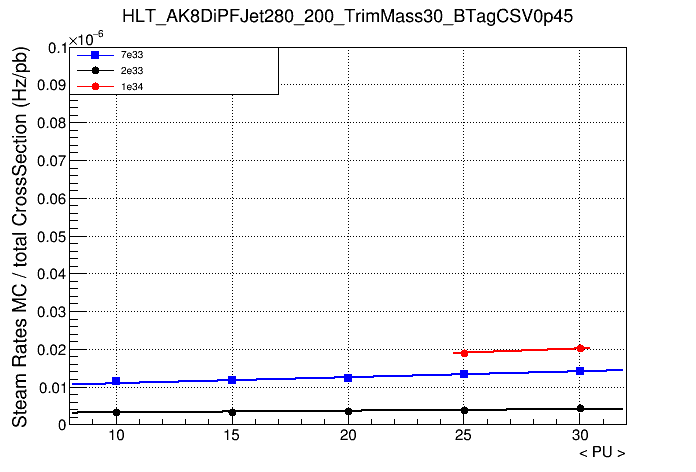 HLT_AK8DiPFJet280_200_TrimMass30_BTagCSV0p45
×10⁻⁶
0.1
0.09
0.08
0.07
0.06
0.05
0.04
0.03
0.02
0.01
0
Steam Rates MC / total CrossSection (Hz/pb)
7e33
2e33
1e34
10 15 20 25 30
< PU >